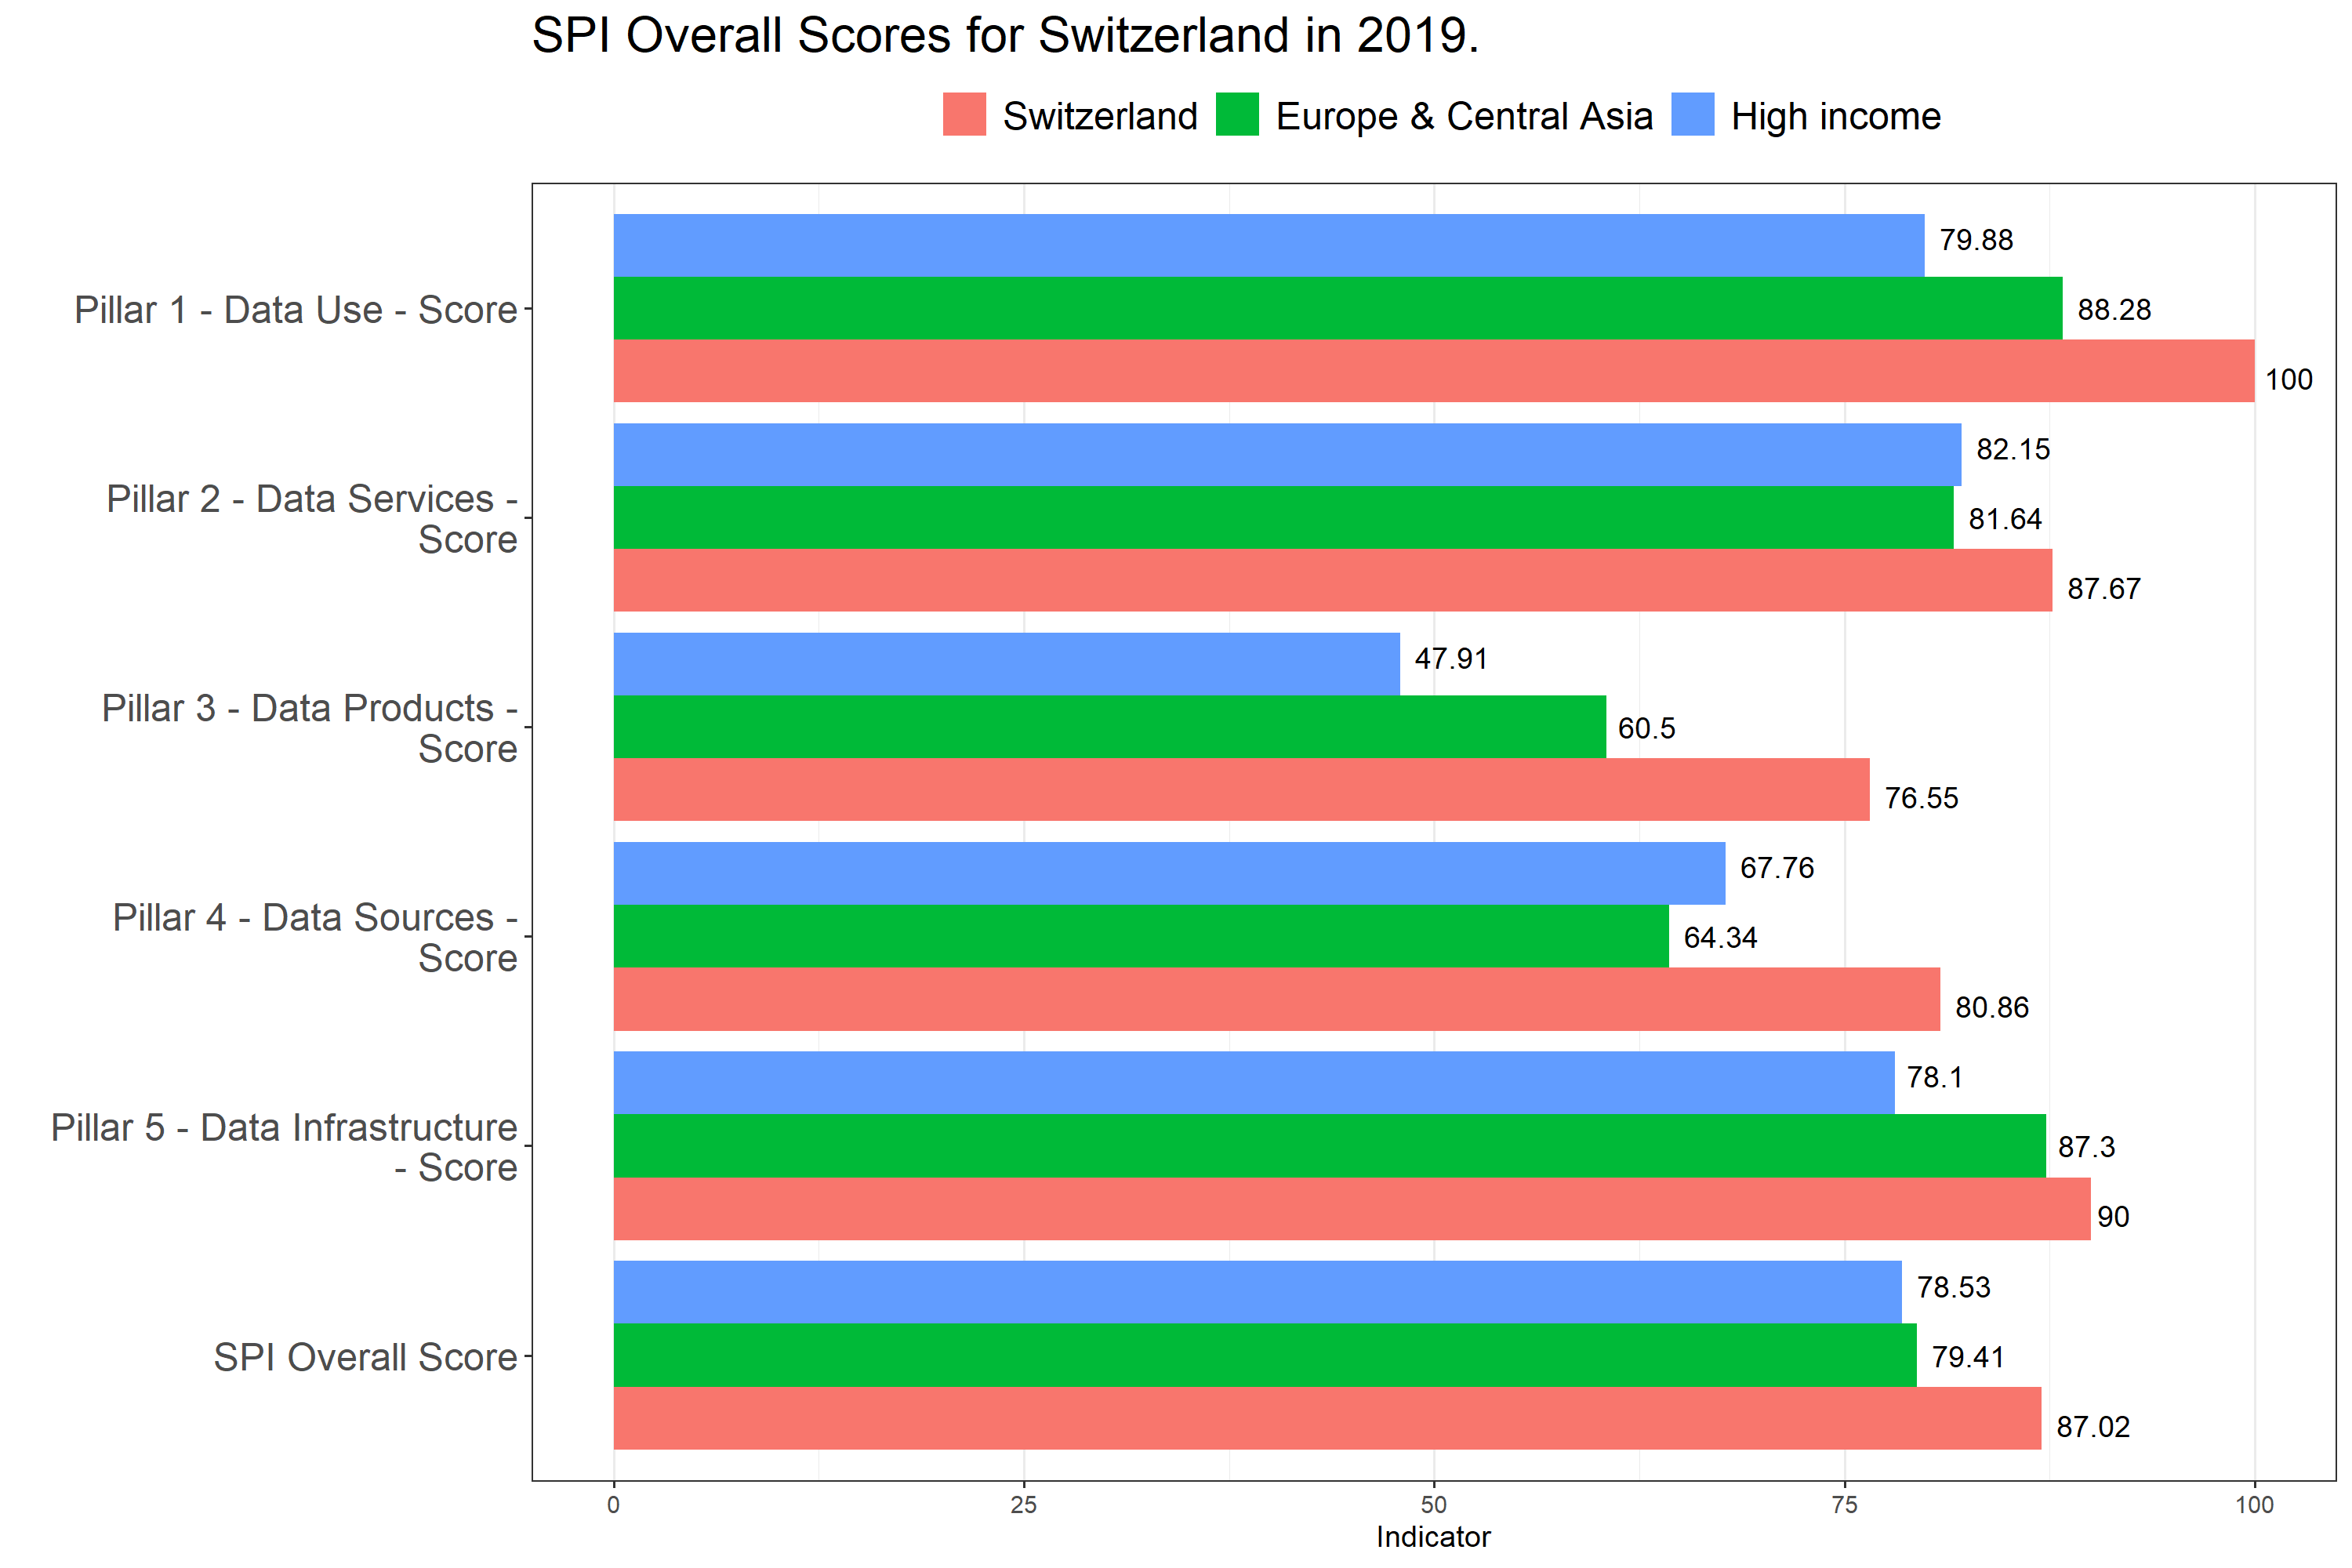 SPI Overall Scores for Switzerland in 2019.
Switzerland Europe & Central Asia High income
79.88
Pillar 1 - Data Use - Score
88.28
100
82.15
Pillar 2 - Data Services -
Score
81.64
87.67
47.91
Pillar 3 - Data Products -
Score
60.5
76.55
67.76
Pillar 4 - Data Sources -
Score
64.34
80.86
78.1
Pillar 5 - Data Infrastructure
- Score
87.3
90
78.53
SPI Overall Score
79.41
87.02
0 25 50 75 100
Indicator